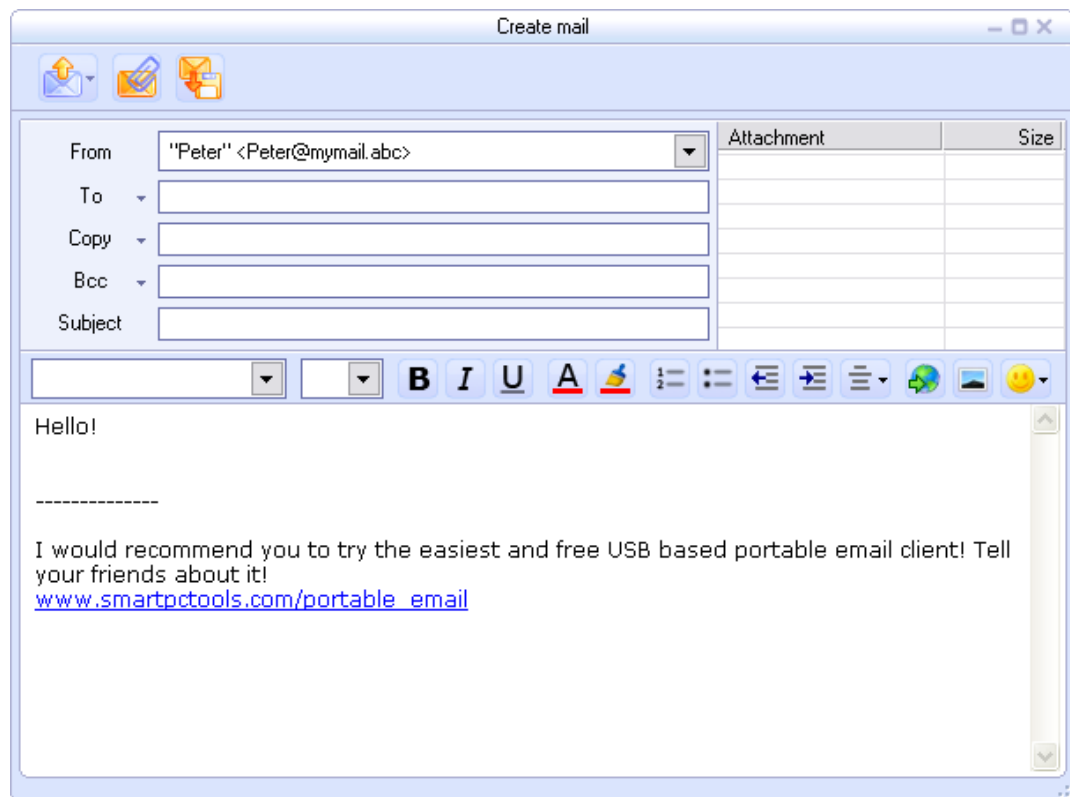 Create mail
From "Peter" <Peter@mymail.abc>
Attachment Size
To
Copy
Bcc
Subject
B I U A
Hello!
--------------
I would recommend you to try the easiest and free USB based portable email client! Tell
your friends about it!
www.smartpctools.com/portable_email